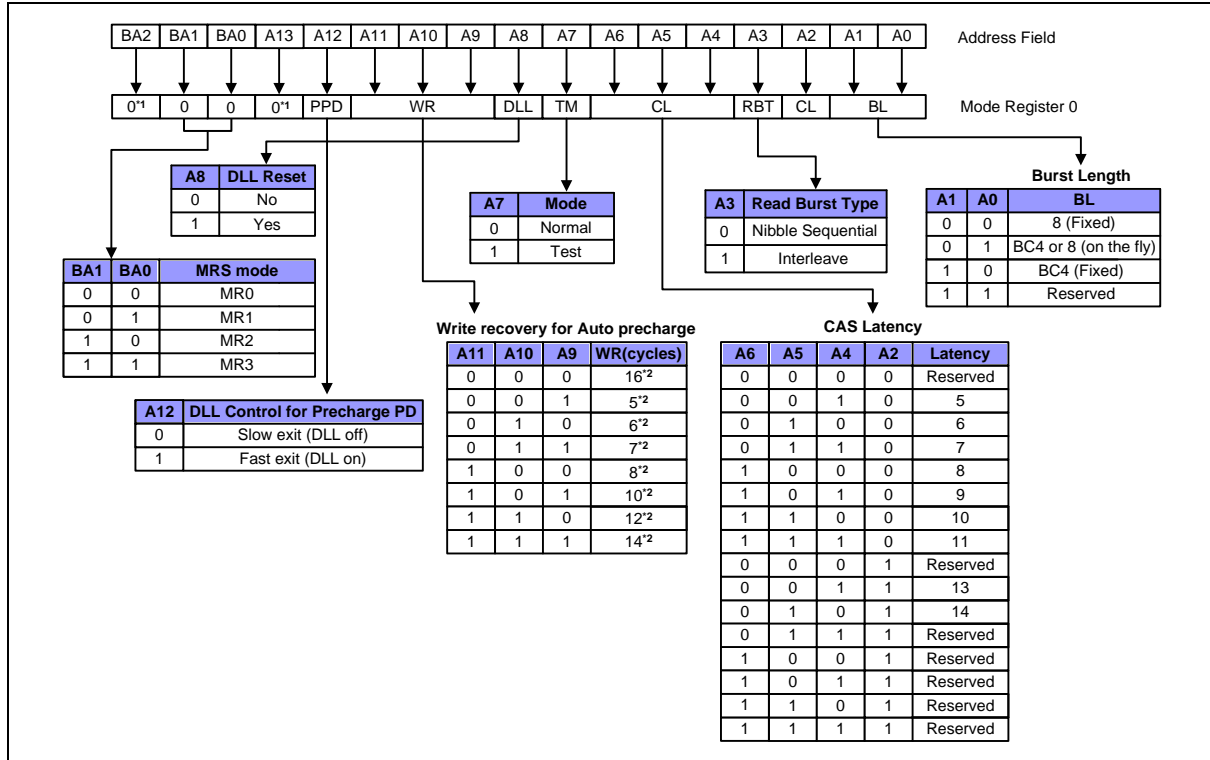 BA2 BA1 BA0 A13 A12 A11 A10 A9 A8 A7 A6 A5 A4 A3 A2 A1 A0 Address Field
0*1 0 0 0*1 PPD WR DLL TM CL RBT CL BL Mode Register 0
A8 DLL Reset
0 No
1 Yes
A7 Mode
0 Normal
1 Test
A3 Read Burst Type
0 Nibble Sequential
1 Interleave
Burst Length
A1 A0 BL
0 0 8 (Fixed)
0 1 BC4 or 8 (on the fly)
1 0 BC4 (Fixed)
1 1 Reserved
BA1 BA0 MRS mode
0 0 MR0
0 1 MR1
1 0 MR2
1 1 MR3
A12 DLL Control for Precharge PD
0 Slow exit (DLL off)
1 Fast exit (DLL on)
Write recovery for Auto precharge
A11 A10 A9 WR(cycles)
0 0 0 16*2
0 0 1 5*2
0 1 0 6*2
0 1 1 7*2
1 0 0 8*2
1 0 1 10*2
1 1 0 12*2
1 1 1 14*2
CAS Latency
A6 A5 A4 A2 Latency
0 0 0 0 Reserved
0 0 1 0 5
0 1 0 0 6
0 1 1 0 7
1 0 0 0 8
1 0 1 0 9
1 1 0 0 10
1 1 1 0 11
0 0 0 1 Reserved
0 0 1 1 13
0 1 0 1 14
0 1 1 1 Reserved
1 0 0 1 Reserved
1 0 1 1 Reserved
1 1 0 1 Reserved
1 1 1 1 Reserved